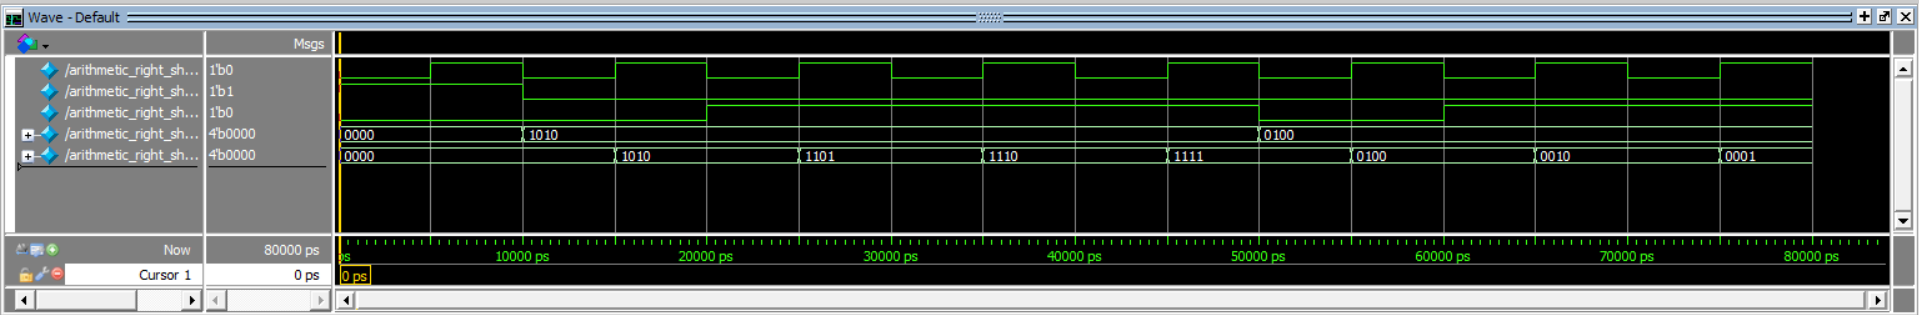 Wave - Default
Msgs
/arithmetic_right_sh... 1'b0
/arithmetic_right_sh... 1'b1
/arithmetic_right_sh... 1'b0
/arithmetic_right_sh... 4'b0000 0000 1010 0100
/arithmetic_right_sh... 4'b0000 0000 1010 1101 1110 1111 0100 0010 0001
Now 80000 ps ps 10000 ps 20000 ps 30000 ps 40000 ps 50000 ps 60000 ps 70000 ps 80000 ps
Cursor 1 0 ps 0 ps